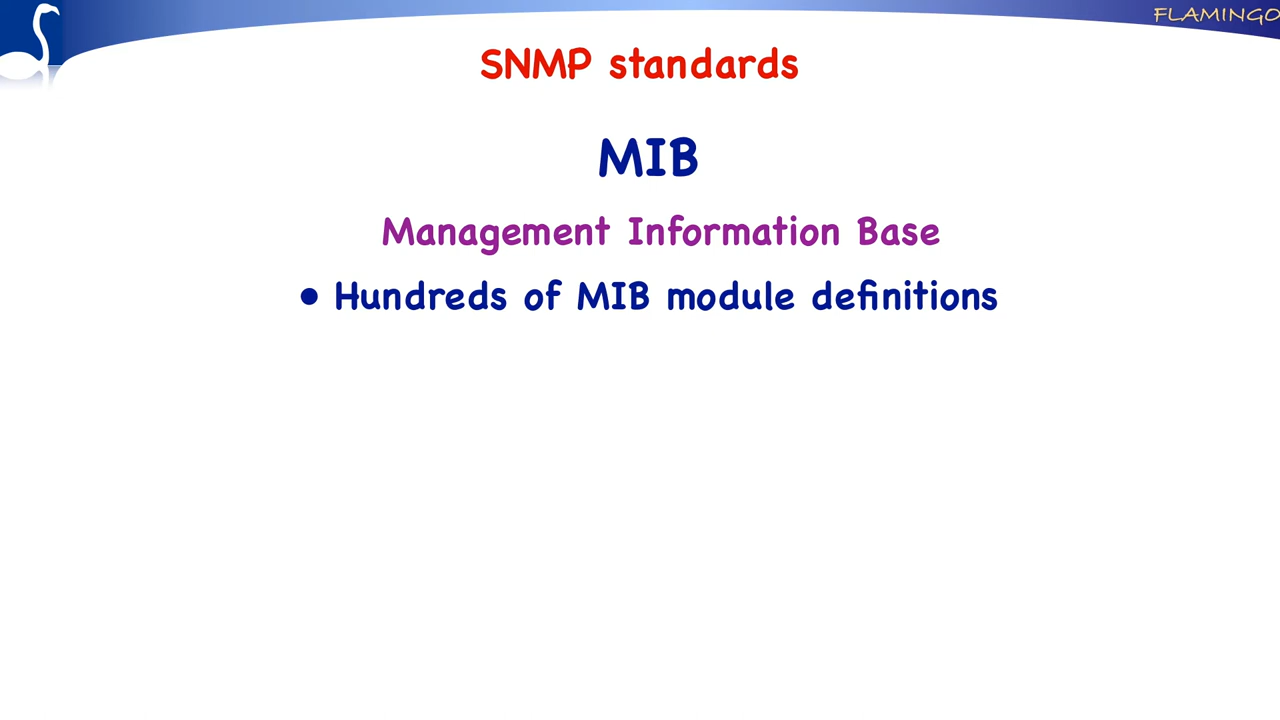 FLAMINGO
SNMP standards
MIB
Management Information Base
• Hundreds of MIB module definitions